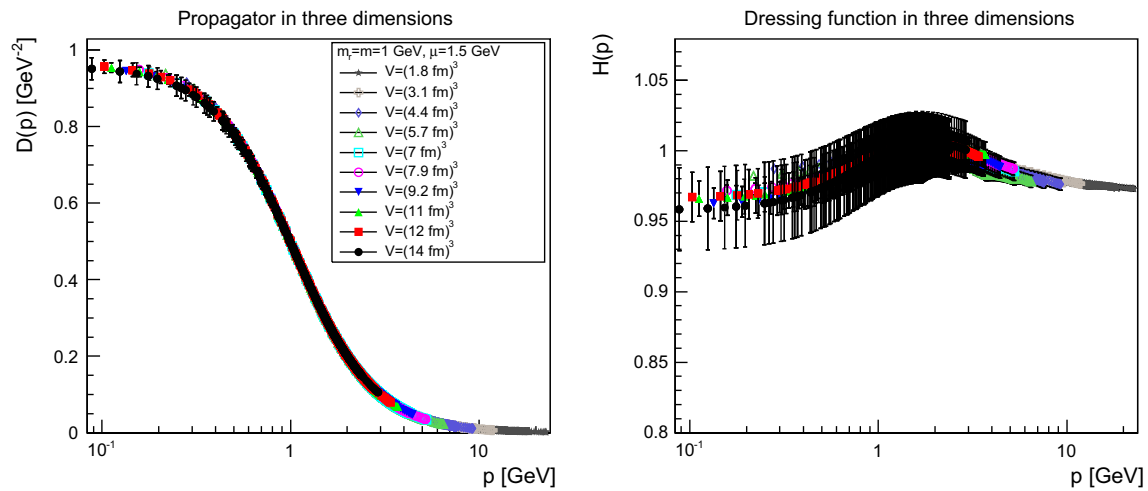 Propagator in three dimensions
D(p) [GeV⁻²]
1
0.8
0.6
0.4
0.2
0
10⁻¹
1
10
p [GeV]
mᵣ=m=1 GeV, μ=1.5 GeV
V=(1.8 fm)³
V=(3.1 fm)³
V=(4.4 fm)³
V=(5.7 fm)³
V=(7 fm)³
V=(7.9 fm)³
V=(9.2 fm)³
V=(11 fm)³
V=(12 fm)³
V=(14 fm)³
Dressing function in three dimensions
H(p)
1.05
1
0.95
0.9
0.85
0.8
10⁻¹
1
10
p [GeV]